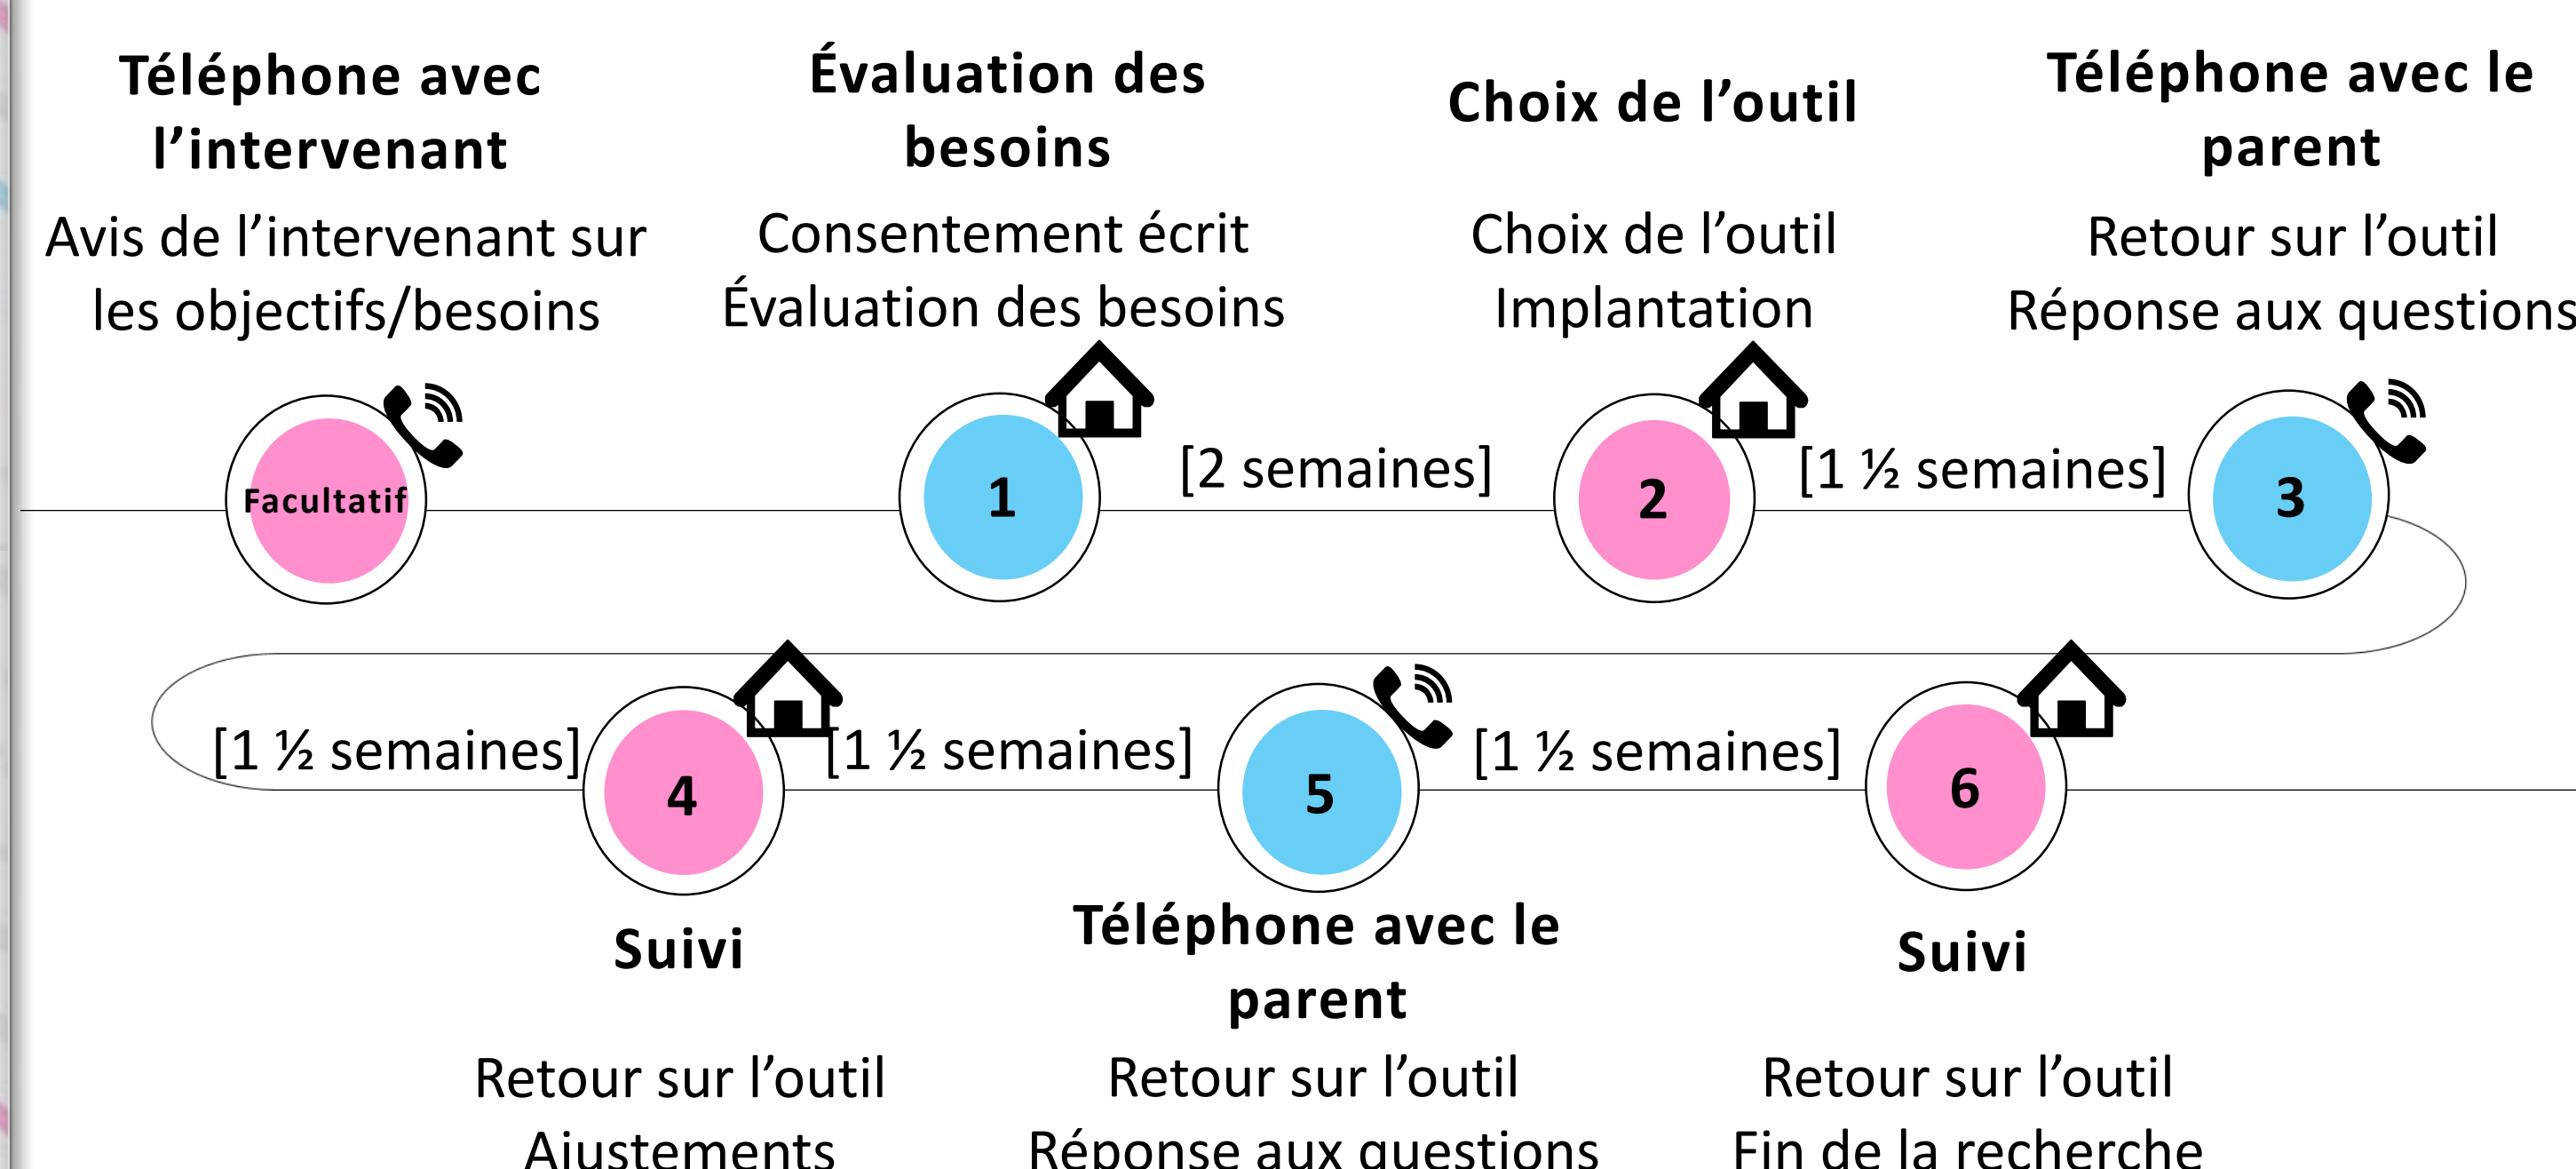 Téléphone avec
l’intervenant
Avis de l’intervenant sur
les objectifs/besoins
Facultatif
Évaluation des
besoins
Consentement écrit
Évaluation des besoins
1
[2 semaines]
Choix de l’outil
Choix de l’outil
Implantation
2
[1 ½ semaines]
Téléphone avec le
parent
Retour sur l’outil
Réponse aux questions
3
[1 ½ semaines]
4
Suivi
Retour sur l’outil
Ajustements
[1 ½ semaines]
5
Téléphone avec le
parent
Retour sur l’outil
Réponse aux questions
[1 ½ semaines]
6
Suivi
Retour sur l’outil
Fin de la recherche